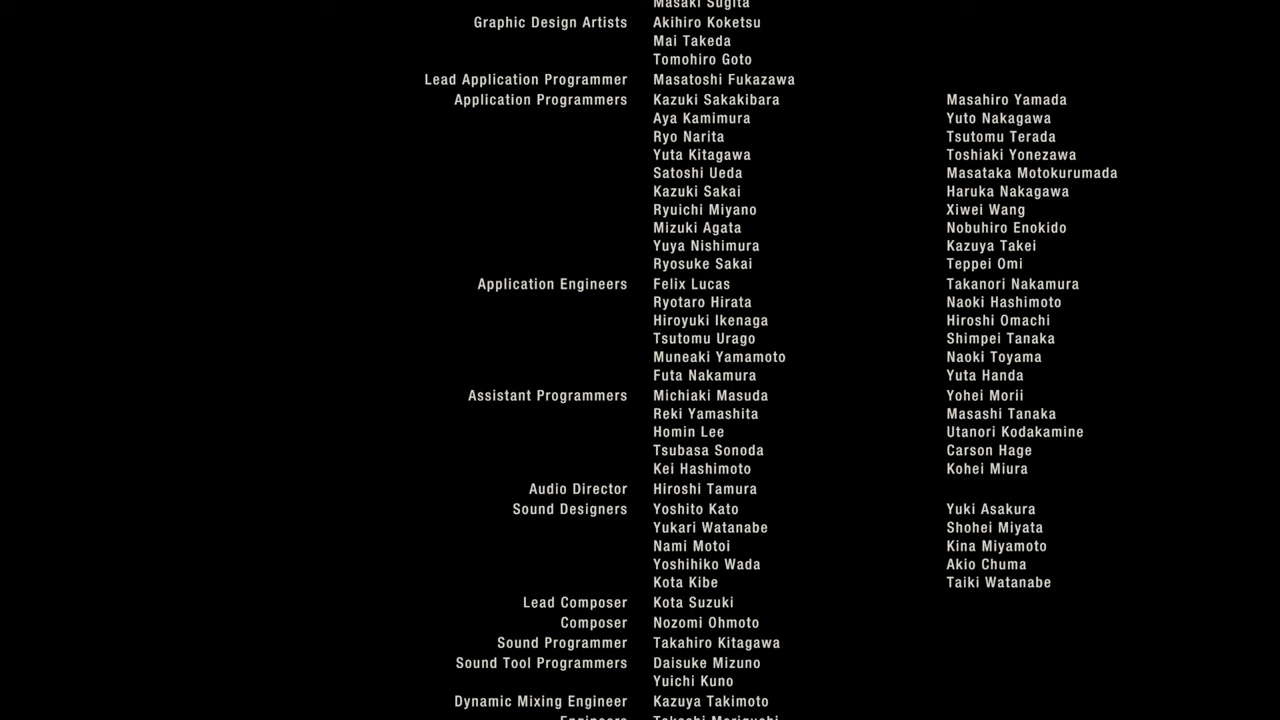 Masaki Sugita
Graphic Design Artists Akihiro Koketsu
Mai Takeda
Tomohiro Goto
Lead Application Programmer Masatoshi Fukazawa
Application Programmers Kazuki Sakakibara Masahiro Yamada
Aya Kamimura Yuto Nakagawa
Ryo Narita Tsutomu Terada
Yuta Kitagawa Toshiaki Yonezawa
Satoshi Ueda Masataka Motokurumada
Kazuki Sakai Haruka Nakagawa
Ryuichi Miyano Xiwei Wang
Mizuki Agata Nobuhiro Enokido
Yuya Nishimura Kazuya Takei
Ryosuke Sakai Teppei Omi
Application Engineers Felix Lucas Takanori Nakamura
Ryotaro Hirata Naoki Hashimoto
Hiroyuki Ikenaga Hiroshi Omachi
Tsutomu Urago Shimpei Tanaka
Muneaki Yamamoto Naoki Toyama
Futa Nakamura Yuta Handa
Assistant Programmers Michiaki Masuda Yohei Morii
Reki Yamashita Masashi Tanaka
Homin Lee Utanori Kodakamine
Tsubasa Sonoda Carson Hage
Kei Hashimoto Kohei Miura
Audio Director Hiroshi Tamura
Sound Designers Yoshito Kato Yuki Asakura
Yukari Watanabe Shohei Miyata
Nami Motoi Kina Miyamoto
Yoshihiko Wada Akio Chuma
Kota Kibe Taiki Watanabe
Lead Composer Kota Suzuki
Composer Nozomi Ohmoto
Sound Programmer Takahiro Kitagawa
Sound Tool Programmers Daisuke Mizuno
Yuichi Kuno
Dynamic Mixing Engineer Kazuya Takimoto
Engineers Takashi Moriguchi